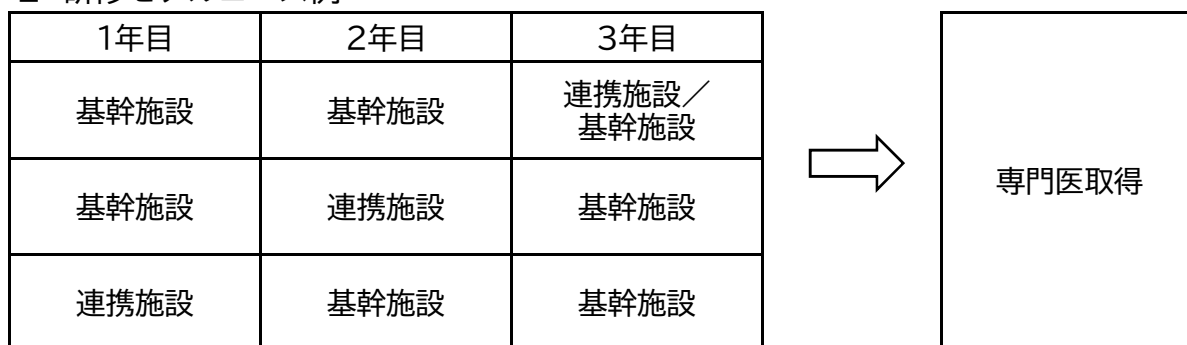 1年目 2年目 3年目
基幹施設 基幹施設 連携施設／
基幹施設
基幹施設 連携施設 基幹施設
専門医取得
連携施設 基幹施設 基幹施設